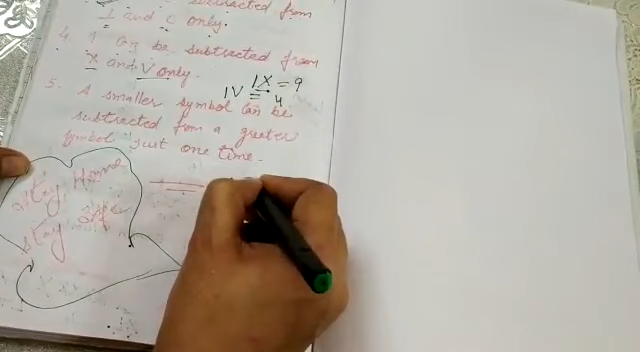 subtracted from
I and C only.
4. I can be subtracted from
X and V only.
IX = 9
IV 4
5. A smaller symbol can be
subtracted from a greater
symbol just one time.
Stay Home
Stay Safe